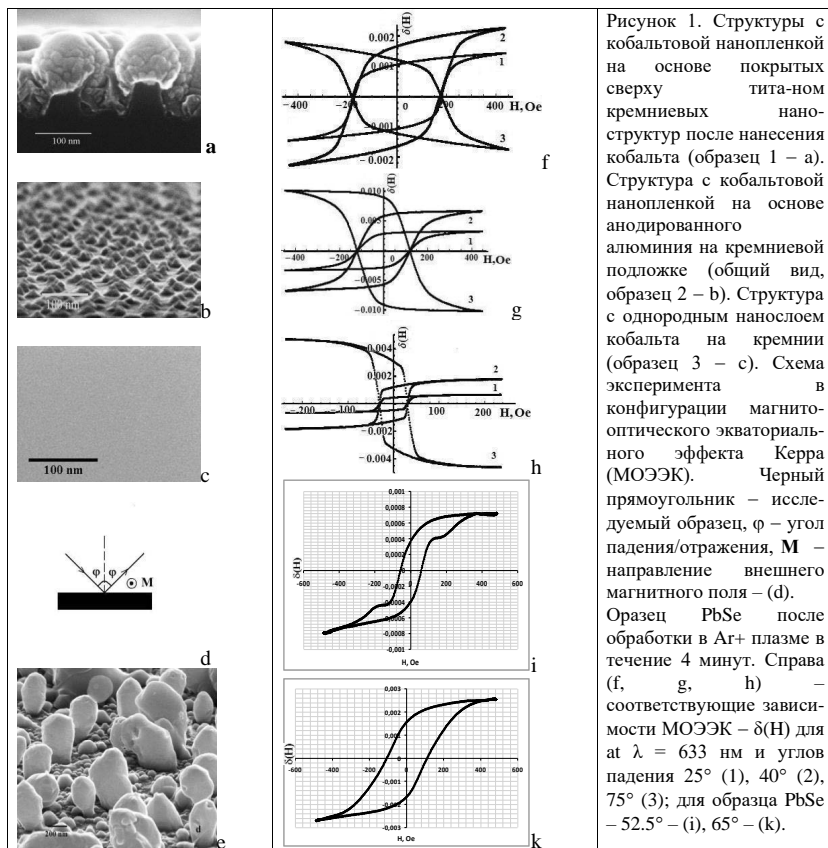 100 nm
a
100 nm
b
100 nm
c
φ φ
M
d
200 nm
d
e
δ(H)
0.002
0.001
−0.001
−0.002
−400 −200 0 200 400
H, Oe
2
1
3
f
δ(H)
0.010
0.005
−0.005
−0.010
−400 −200 0 200 400
H, Oe
2
1
3
g
δ(H)
0.004
0.002
−0.002
−0.004
−200 −100 0 100 200
H, Oe
2
1
3
h
0,001
0,0008
0,0006
0,0004
0,0002
0
-0,0002
-0,0004
-0,0006
-0,0008
-0,001
-600 -400 -200 0 200 400 600
δ(H)
H, Oe
i
0,003
0,002
0,001
0
-0,001
-0,002
-0,003
-600 -400 -200 0 200 400 600
δ(H)
H, Oe
k
Рисунок 1. Структуры с
кобальтовой нанопленкой
на основе покрытых
сверху тита-ном
кремниевых нано-
структур после нанесения
кобальта (образец 1 – a).
Структура с кобальтовой
нанопленкой на основе
анодированного
алюминия на кремниевой
подложке (общий вид,
образец 2 – b). Структура
с однородным нанослоем
кобальта на кремнии
(образец 3 – c). Схема
эксперимента в
конфигурации магнито-
оптического экваториаль-
ного эффекта Керра
(МОЭЭК). Черный
прямоугольник – иссле-
дуемый образец, φ – угол
падения/отражения, M –
направление внешнего
магнитного поля – (d).
Оразец PbSe после
обработки в Ar+ плазме в
течение 4 минут. Справа
(f, g, h) –
соответствующие зависи-
мости МОЭЭК – δ(H) для
at λ = 633 нм и углов
падения 25° (1), 40° (2),
75° (3); для образца PbSe
– 52.5° – (i), 65° – (k).